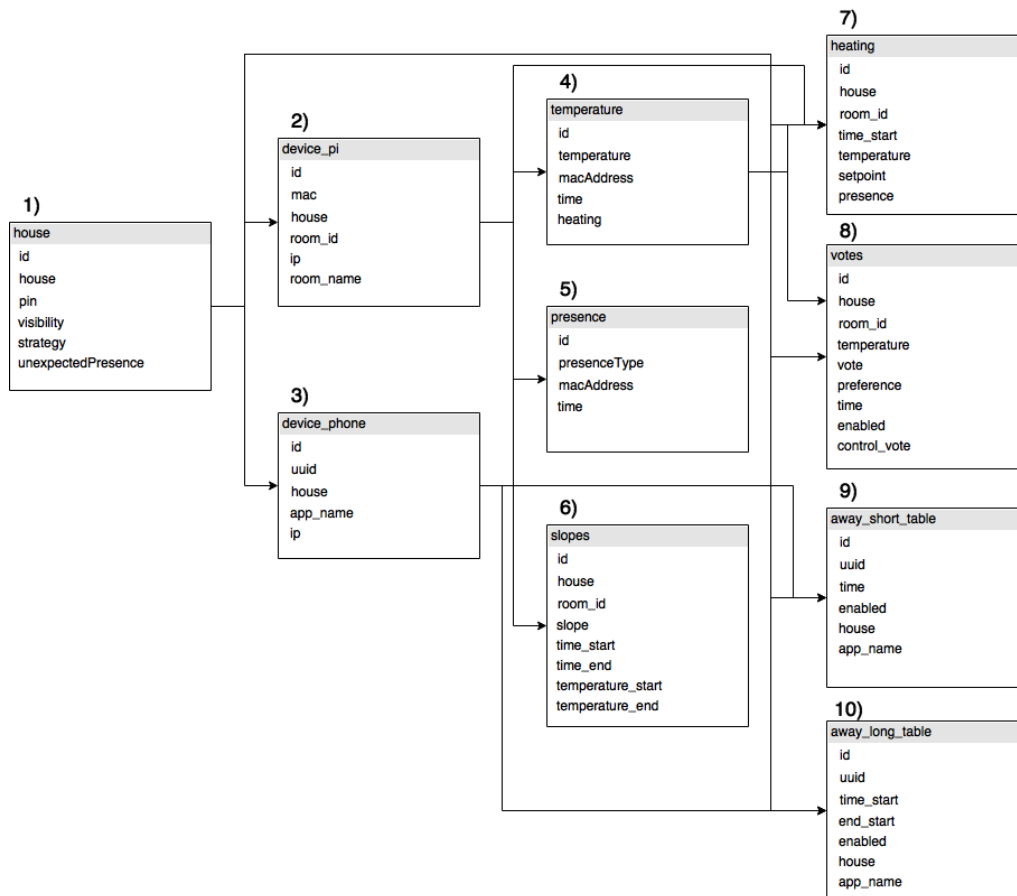 1)
house
id
house
pin
visibility
strategy
unexpectedPresence
2)
device_pi
id
mac
house
room_id
ip
room_name
3)
device_phone
id
uuid
house
app_name
ip
4)
temperature
id
temperature
macAddress
time
heating
5)
presence
id
presenceType
macAddress
time
6)
slopes
id
house
room_id
slope
time_start
time_end
temperature_start
temperature_end
7)
heating
id
house
room_id
time_start
temperature
setpoint
presence
8)
votes
id
house
room_id
temperature
vote
preference
time
enabled
control_vote
9)
away_short_table
id
uuid
time
enabled
house
app_name
10)
away_long_table
id
uuid
time_start
end_start
enabled
house
app_name